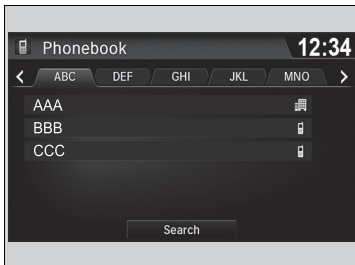 Phonebook 12:34
ABC DEF GHI JKL MNO
AAA
BBB
CCC
Search